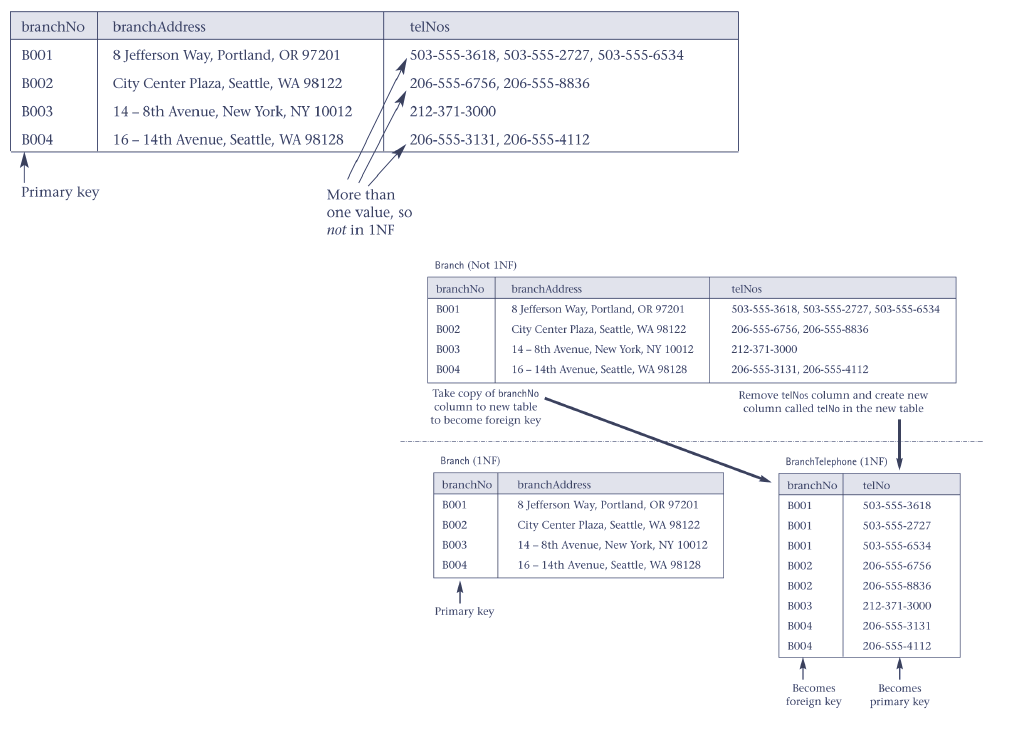 branchNo branchAddress telNos
B001 8 Jefferson Way, Portland, OR 97201 503-555-3618, 503-555-2727, 503-555-6534
B002 City Center Plaza, Seattle, WA 98122 206-555-6756, 206-555-8836
B003 14 – 8th Avenue, New York, NY 10012 212-371-3000
B004 16 – 14th Avenue, Seattle, WA 98128 206-555-3131, 206-555-4112
Primary key
More than
one value, so
not in 1NF
Branch (Not 1NF)
branchNo branchAddress telNos
B001 8 Jefferson Way, Portland, OR 97201 503-555-3618, 503-555-2727, 503-555-6534
B002 City Center Plaza, Seattle, WA 98122 206-555-6756, 206-555-8836
B003 14 – 8th Avenue, New York, NY 10012 212-371-3000
B004 16 – 14th Avenue, Seattle, WA 98128 206-555-3131, 206-555-4112
Take copy of branchNo
column to new table
to become foreign key
Remove telNos column and create new
column called telNo in the new table
Branch (1NF)
branchNo branchAddress
B001 8 Jefferson Way, Portland, OR 97201
B002 City Center Plaza, Seattle, WA 98122
B003 14 – 8th Avenue, New York, NY 10012
B004 16 – 14th Avenue, Seattle, WA 98128
Primary key
BranchTelephone (1NF)
branchNo telNo
B001 503-555-3618
B001 503-555-2727
B001 503-555-6534
B002 206-555-6756
B002 206-555-8836
B003 212-371-3000
B004 206-555-3131
B004 206-555-4112
Becomes
foreign key
Becomes
primary key